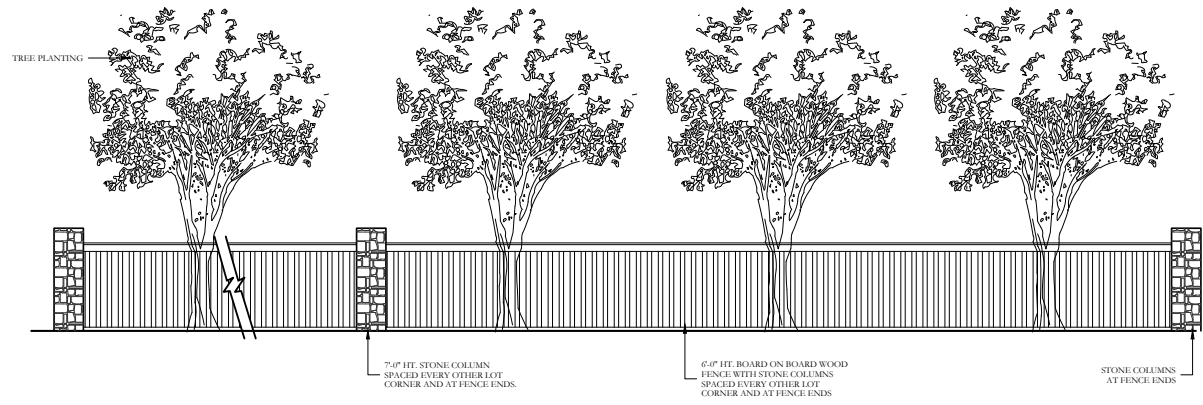 TREE PLANTING
7'-0" HT. STONE COLUMN
SPACED EVERY OTHER LOT
CORNER AND AT FENCE ENDS.
6'-0" HT. BOARD ON BOARD WOOD
FENCE WITH STONE COLUMNS
SPACED EVERY OTHER LOT
CORNER AND AT FENCE ENDS
STONE COLUMNS
AT FENCE ENDS